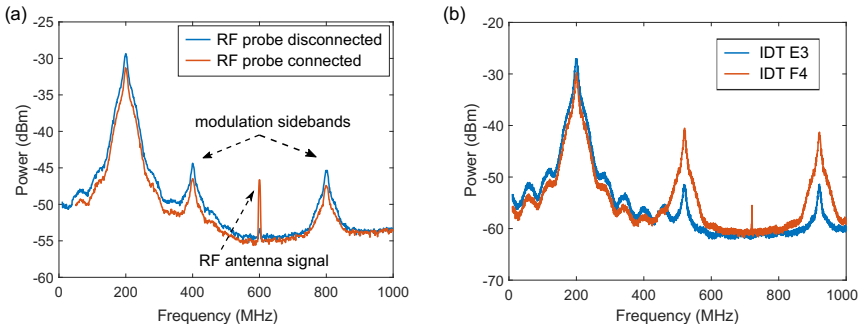 (a)
-25
-30
-35
-40
-45
-50
-55
-60
Power (dBm)
RF probe disconnected
RF probe connected
modulation sidebands
RF antenna signal
0 200 400 600 800 1000
Frequency (MHz)
(b)
-20
-30
-40
-50
-60
-70
Power (dBm)
IDT E3
IDT F4
0 200 400 600 800 1000
Frequency (MHz)